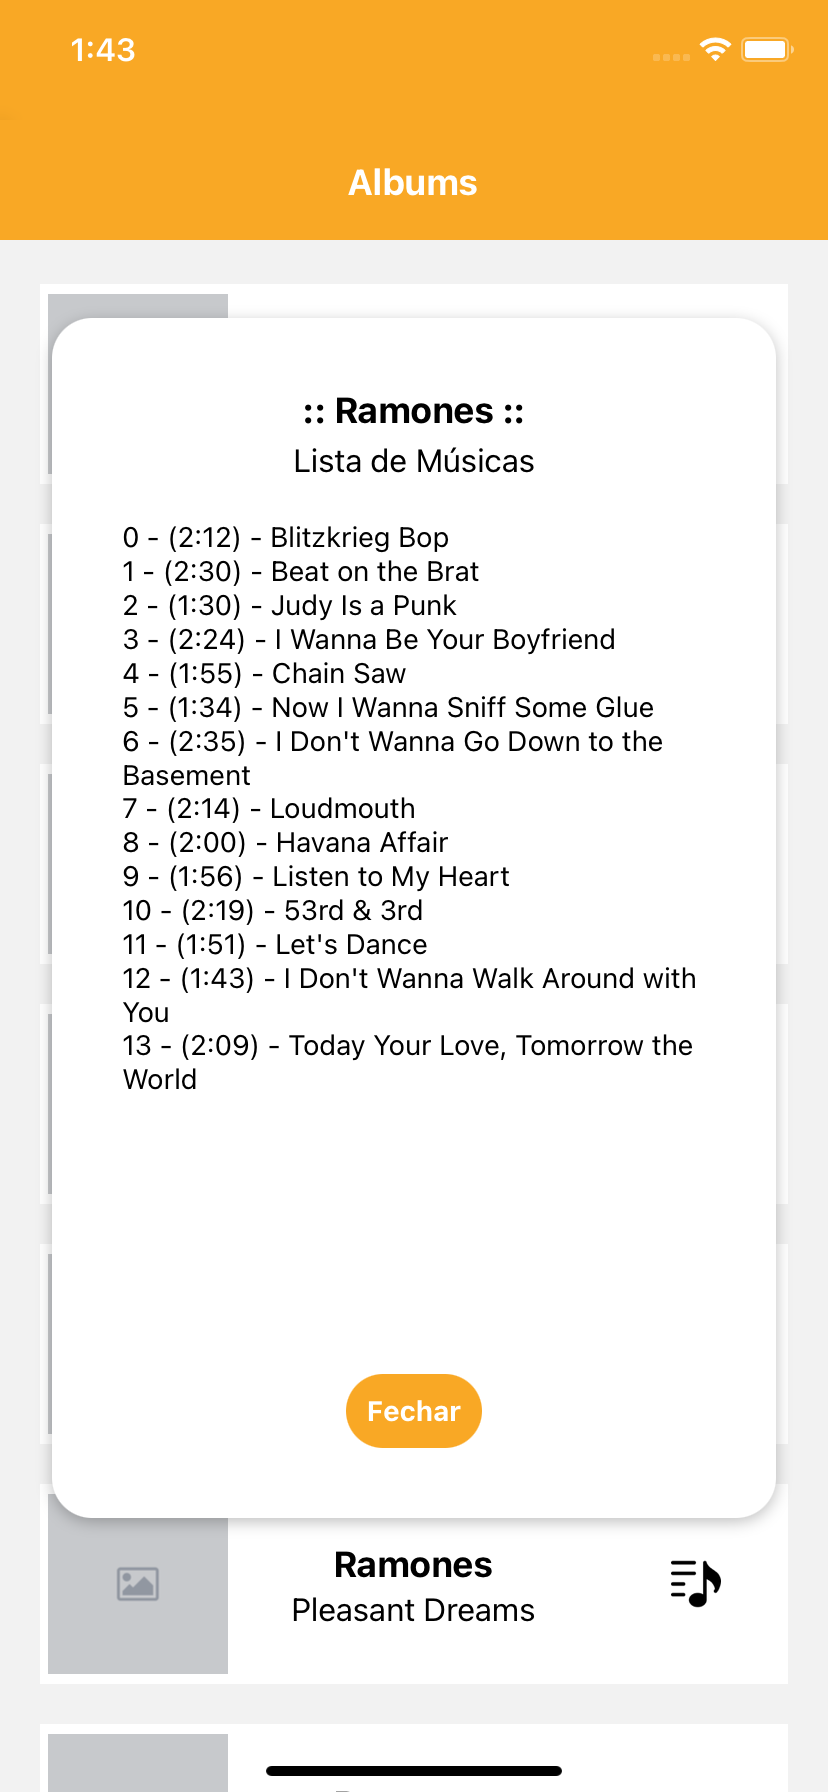 1:43
Albums
:: Ramones ::
Lista de Músicas
0 - (2:12) - Blitzkrieg Bop
1 - (2:30) - Beat on the Brat
2 - (1:30) - Judy Is a Punk
3 - (2:24) - I Wanna Be Your Boyfriend
4 - (1:55) - Chain Saw
5 - (1:34) - Now I Wanna Sniff Some Glue
6 - (2:35) - I Don't Wanna Go Down to the
Basement
7 - (2:14) - Loudmouth
8 - (2:00) - Havana Affair
9 - (1:56) - Listen to My Heart
10 - (2:19) - 53rd & 3rd
11 - (1:51) - Let's Dance
12 - (1:43) - I Don't Wanna Walk Around with
You
13 - (2:09) - Today Your Love, Tomorrow the
World
Fechar
Ramones
Pleasant Dreams